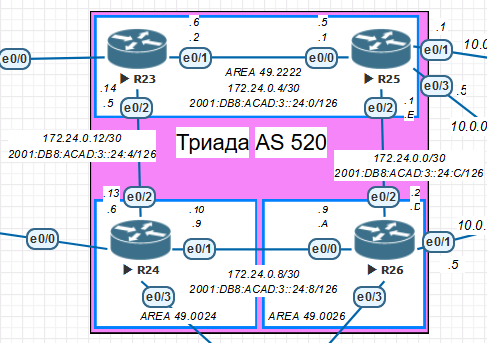 .6
.5
.1
e0/0
.2
.1
e0/1
10.0
R23
e0/1
e0/0
R25
AREA 49.2222
e0/3
.5
.14
172.24.0.4/30
.5
e0/2
2001:DB8:ACAD:3::24:0/126
e0/2
.1
.E
10.0.0
172.24.0.12/30
Триада AS 520
2001:DB8:ACAD:3::24:4/126
172.24.0.0/30
2001:DB8:ACAD:3::24:C/126
.13
e0/2
e0/2
.2
.6
.10
.9
.D
e0/0
.9
.A
e0/1
10.0
R24
e0/1
e0/0
R26
.5
172.24.0.8/30
e0/3
2001:DB8:ACAD:3::24:8/126
e0/3
AREA 49.0024
AREA 49.0026